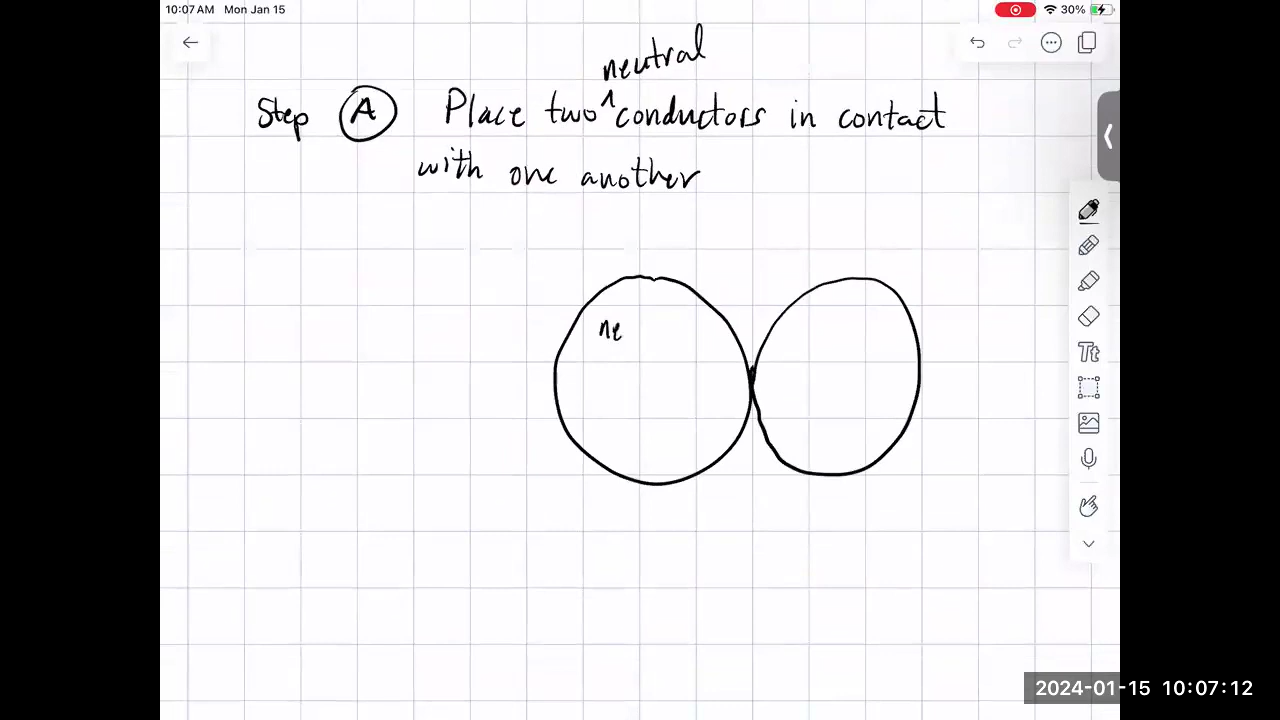 10:07 AM Mon Jan 15 30%
neutral
Step A Place two ^ conductors in contact
with one another
ne
Tt
2024-01-15 10:07:12